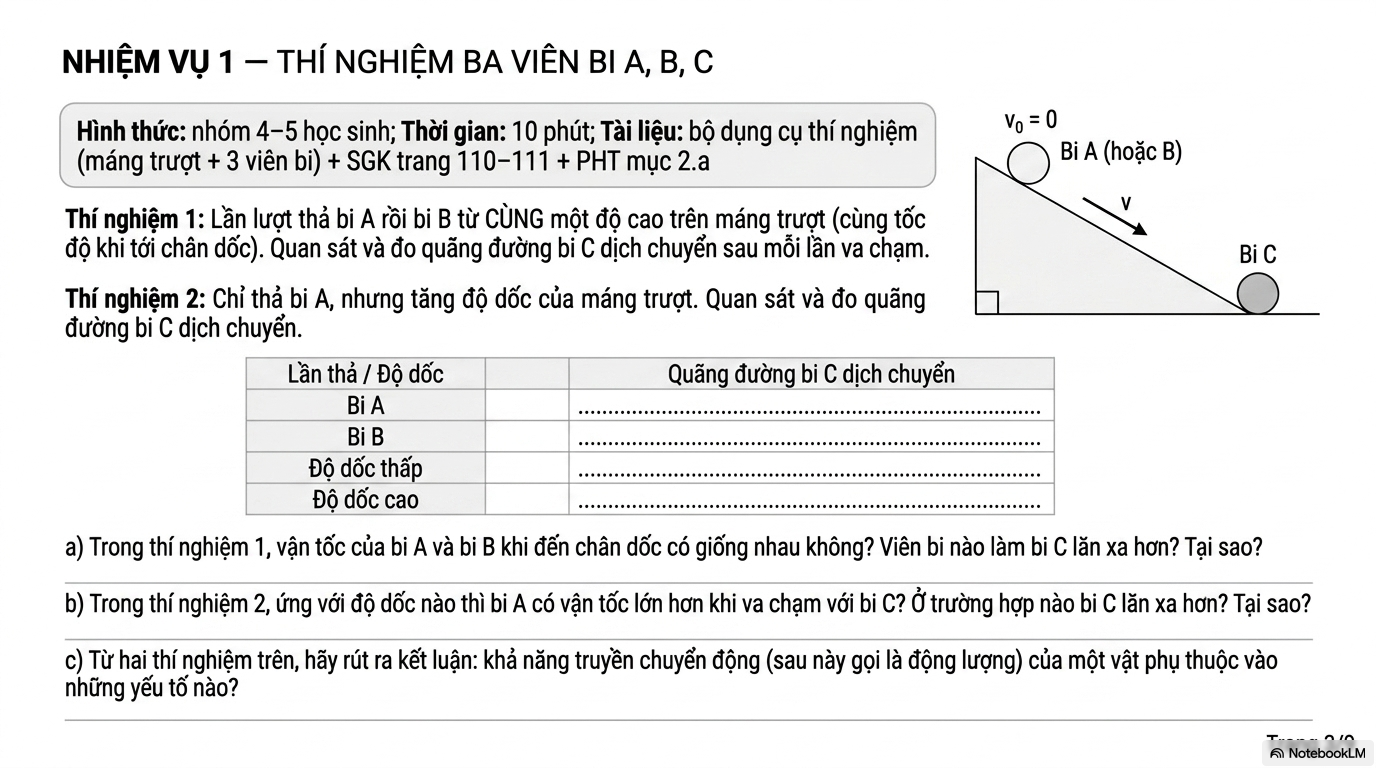 NHIỆM VỤ 1 — THÍ NGHIỆM BA VIÊN BI A, B, C
Hình thức: nhóm 4–5 học sinh; Thời gian: 10 phút; Tài liệu: bộ dụng cụ thí nghiệm
(máng trượt + 3 viên bi) + SGK trang 110–111 + PHT mục 2.a
v₀ = 0
Bi A (hoặc B)
v
Bi C
Thí nghiệm 1: Lần lượt thả bi A rồi bi B từ CÙNG một độ cao trên máng trượt (cùng tốc
độ khi tới chân dốc). Quan sát và đo quãng đường bi C dịch chuyển sau mỗi lần va chạm.
Thí nghiệm 2: Chỉ thả bi A, nhưng tăng độ dốc của máng trượt. Quan sát và đo quãng
đường bi C dịch chuyển.
Lần thả / Độ dốc Quãng đường bi C dịch chuyển
Bi A ................................................................................
Bi B ................................................................................
Độ dốc thấp ................................................................................
Độ dốc cao ................................................................................
a) Trong thí nghiệm 1, vận tốc của bi A và bi B khi đến chân dốc có giống nhau không? Viên bi nào làm bi C lăn xa hơn? Tại sao?
b) Trong thí nghiệm 2, ứng với độ dốc nào thì bi A có vận tốc lớn hơn khi va chạm với bi C? Ở trường hợp nào bi C lăn xa hơn? Tại sao?
c) Từ hai thí nghiệm trên, hãy rút ra kết luận: khả năng truyền chuyển động (sau này gọi là động lượng) của một vật phụ thuộc vào
những yếu tố nào?
NotebookLM